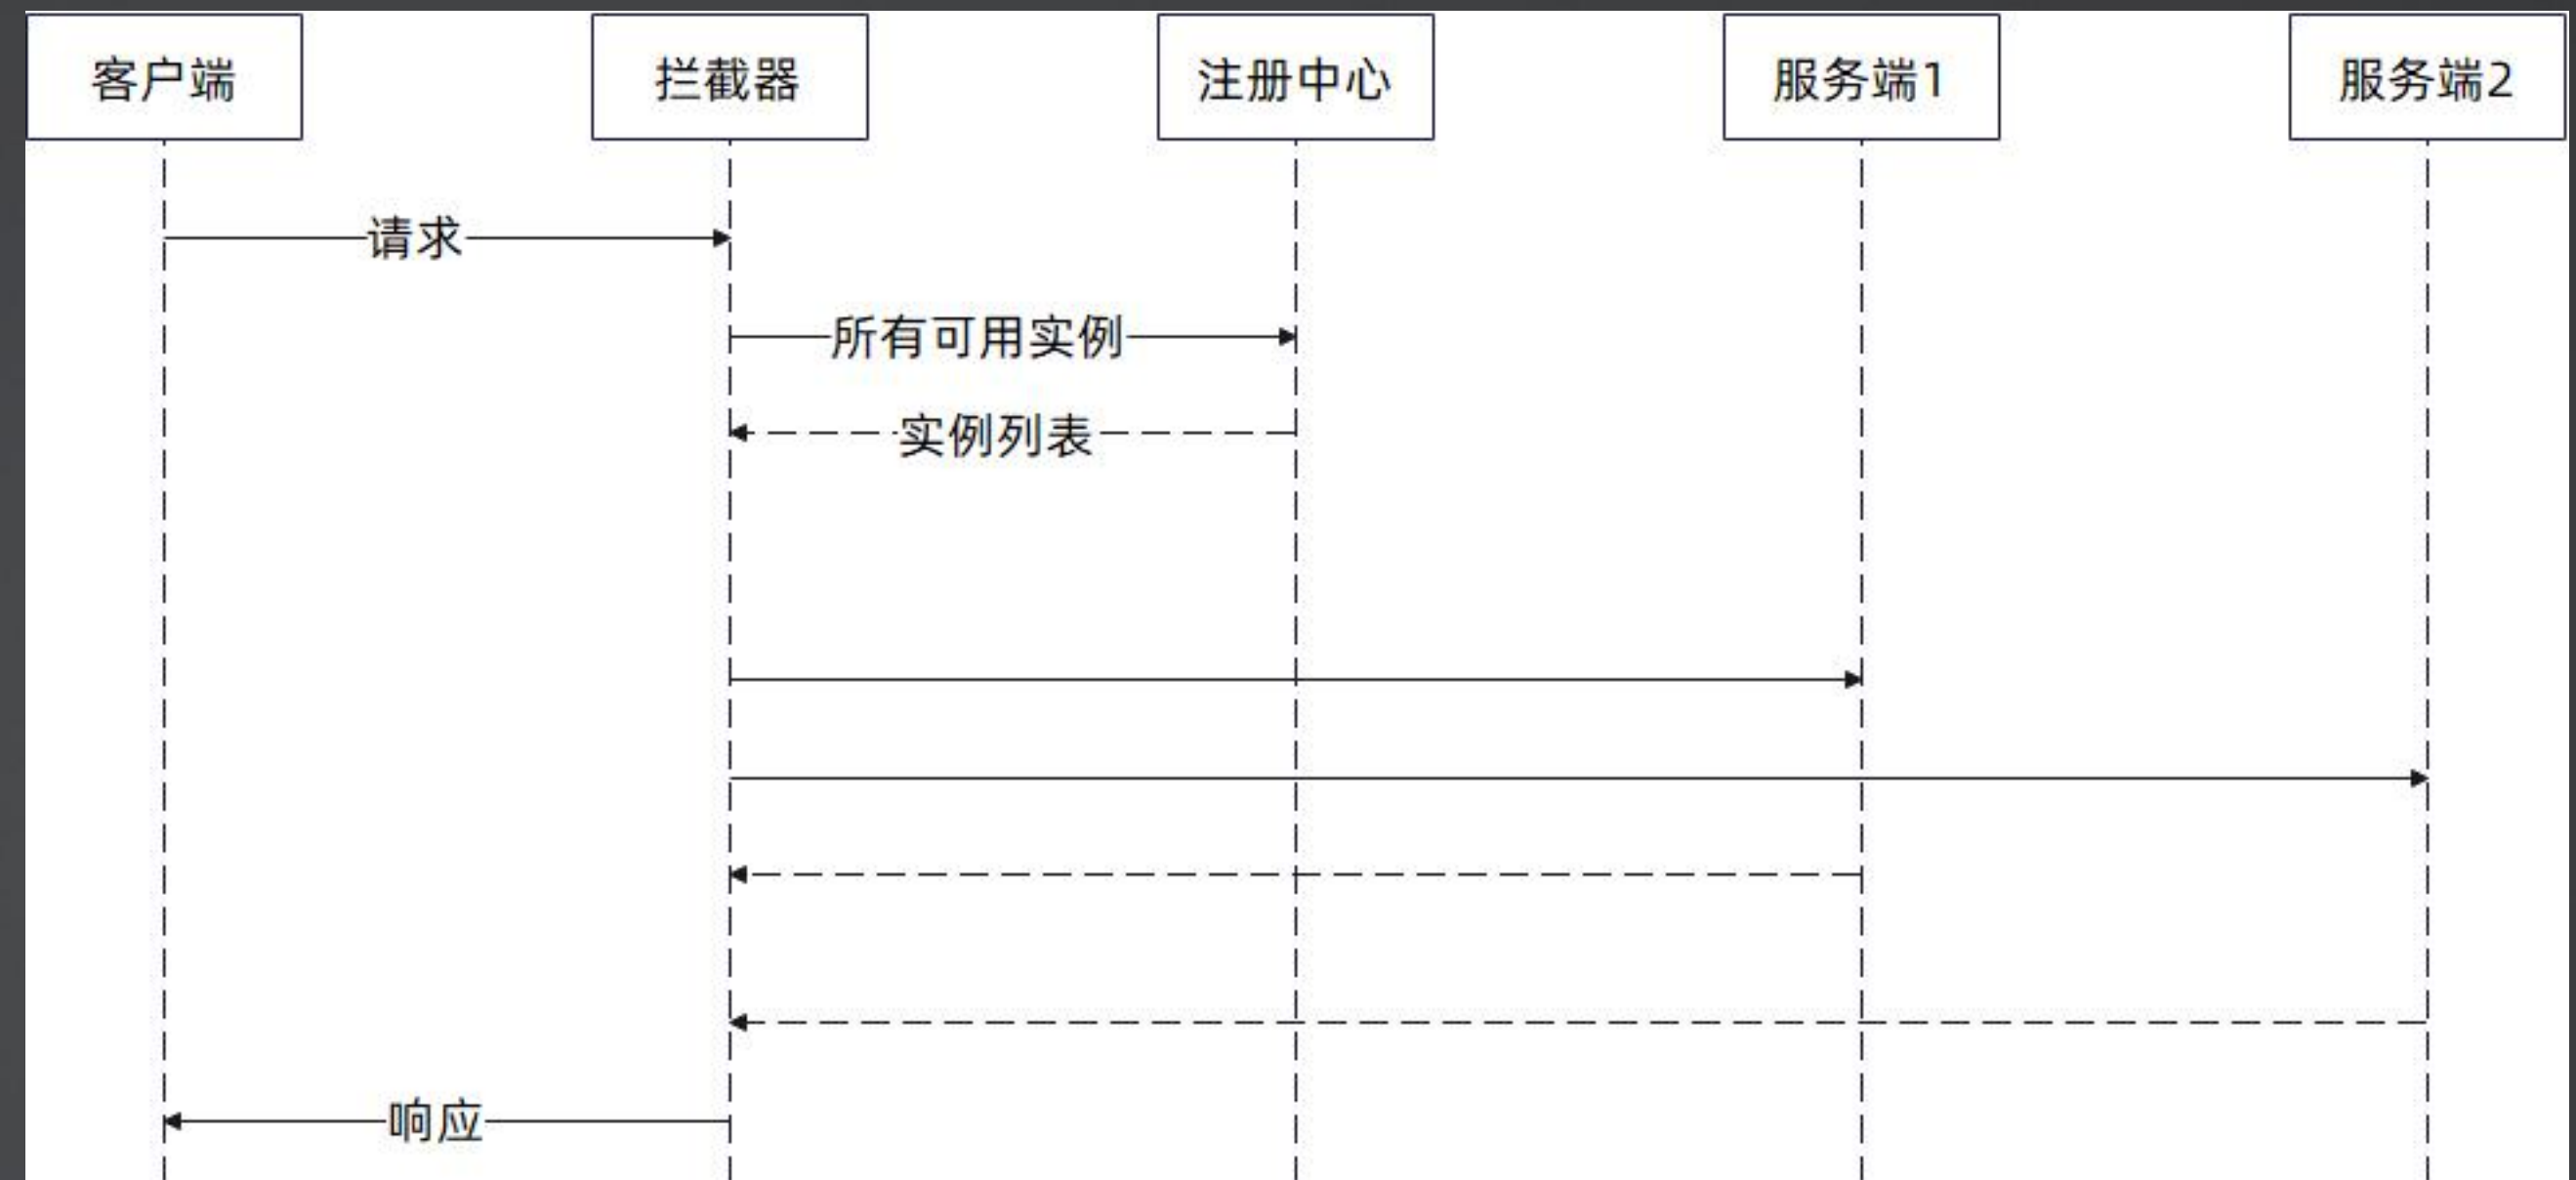 客户端
拦截器
注册中心
服务端1
服务端2
请求
所有可用实例
实例列表
响应